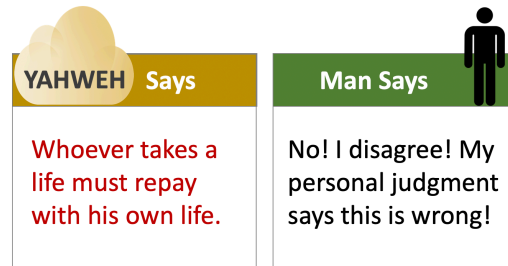 YAHWEH Says
Whoever takes a
life must repay
with his own life.
Man Says
No! I disagree! My
personal judgment
says this is wrong!